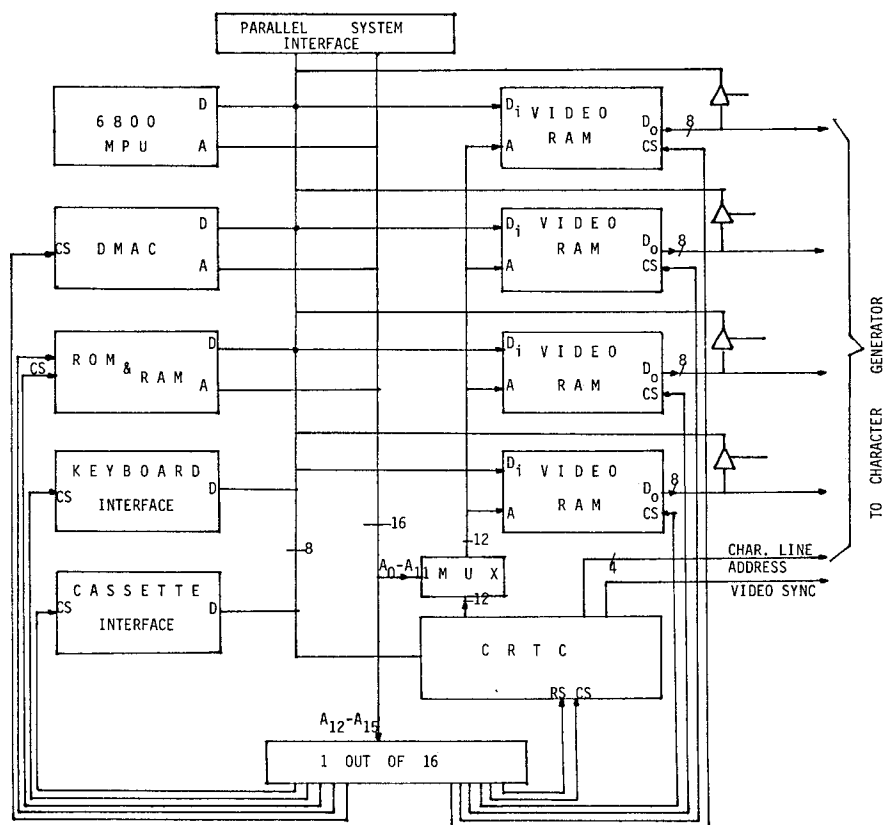 PARALLEL SYSTEM
INTERFACE
6800
MPU
D
A
Di
A
VIDEO
RAM
Do
CS
8
DMAC
CS
D
A
Di
A
VIDEO
RAM
Do
CS
8
ROM
&
RAM
CS
D
A
Di
A
VIDEO
RAM
Do
CS
8
KEYBOARD
INTERFACE
CS
D
Di
A
VIDEO
RAM
Do
CS
8
16
8
12
A0-A11
MUX
12
CASSETTE
INTERFACE
CS
D
CRTC
RS CS
4
CHAR. LINE
ADDRESS
VIDEO SYNC
TO CHARACTER GENERATOR
A12-A15
1 OUT OF 16